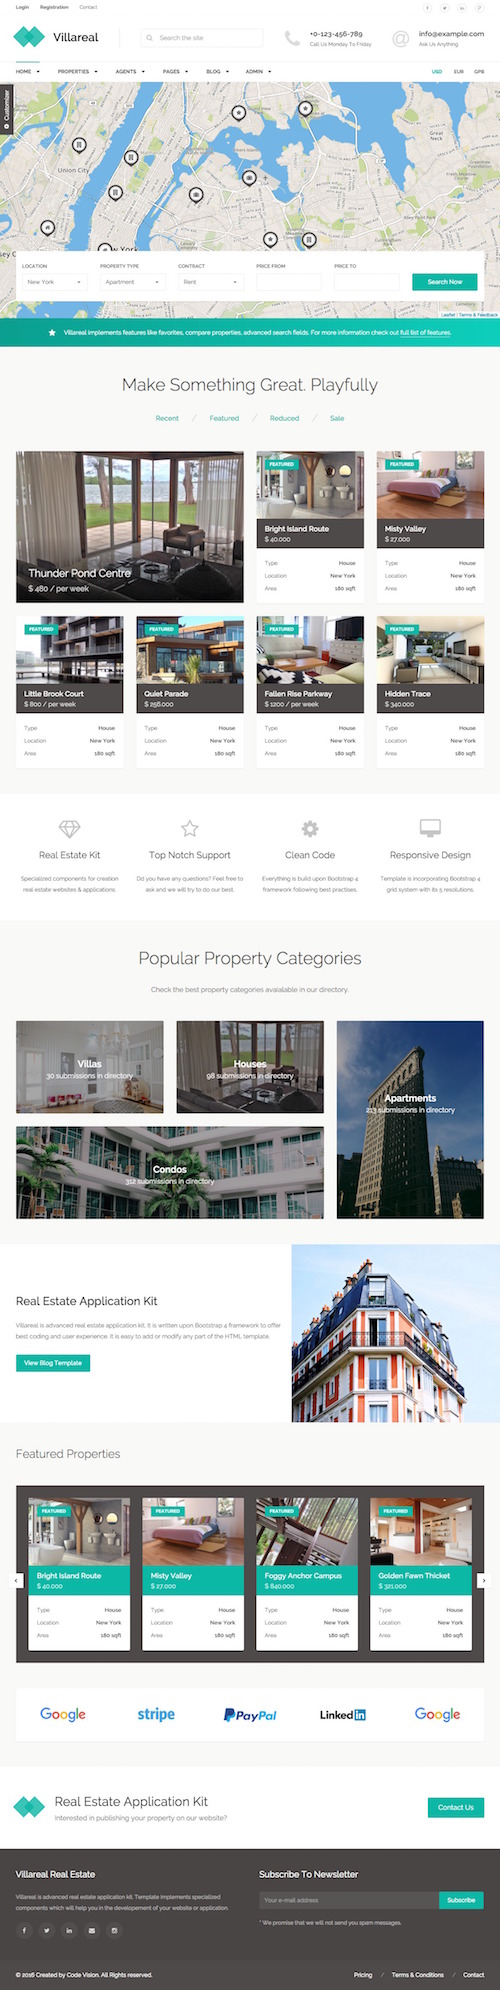 Login Registration Contact
Villareal
Search the site
+0-123-456-789
Call Us Monday To Friday
info@example.com
Ask Us Anything
HOME PROPERTIES AGENTS PAGES BLOG ADMIN
USD EUR GPB
Customizer
Union City
Great Neck
New York
LOCATION PROPERTY TYPE CONTRACT PRICE FROM PRICE TO
New York Apartment Rent Search Now
Leaflet | Terms & Feedback
Villareal implements features like favorites, compare properties, advanced search fields. For more information check out full list of features.
Make Something Great. Playfully
Recent / Featured / Reduced / Sale
Thunder Pond Centre
$ 480 / per week
FEATURED
Bright Island Route
$ 40.000
Type House
Location New York
Area 180 sqft
FEATURED
Misty Valley
$ 27.000
Type House
Location New York
Area 180 sqft
FEATURED
Little Brook Court
$ 800 / per week
Type House
Location New York
Area 180 sqft
FEATURED
Quiet Parade
$ 256.000
Type House
Location New York
Area 180 sqft
FEATURED
Fallen Rise Parkway
$ 1200 / per week
Type House
Location New York
Area 180 sqft
FEATURED
Hidden Trace
$ 340.000
Type House
Location New York
Area 180 sqft
Real Estate Kit
Specialized components for creation
real estate websites & applications.
Top Notch Support
Did you have any questions? Feel free to
ask and we will try to do our best.
Clean Code
Everything is build upon Bootstrap 4
framework following best practises.
Responsive Design
Template is incorporating Bootstrap 4
grid system with its 5 resolutions.
Popular Property Categories
Check the best property categories avaialable in our directory.
Villas
30 submissions in directory
Houses
98 submissions in directory
Apartments
213 submissions in directory
Condos
312 submissions in directory
Real Estate Application Kit
Villareal is advanced real estate application kit. It is written upon Bootstrap 4 framework to offer
best coding and user experience. It is easy to add or modify any part of the HTML template.
View Blog Template
Featured Properties
FEATURED
Bright Island Route
$ 40.000
Type House
Location New York
Area 180 sqft
FEATURED
Misty Valley
$ 27.000
Type House
Location New York
Area 180 sqft
FEATURED
Foggy Anchor Campus
$ 840.000
Type House
Location New York
Area 180 sqft
FEATURED
Golden Fawn Thicket
$ 321.000
Type House
Location New York
Area 180 sqft
Google stripe PayPal LinkedIn Google
Real Estate Application Kit
Interested in publishing your property on our website?
Contact Us
Villareal Real Estate
Villareal is advanced real estate application kit. Template implements specialized
components which will help you in the developement of your website or application.
Subscribe To Newsletter
Your e-mail address Subscribe
* We promise that we will not send you spam messages.
© 2016 Created by Code Vision. All Rights reserved.
Pricing / Terms & Conditions / Contact